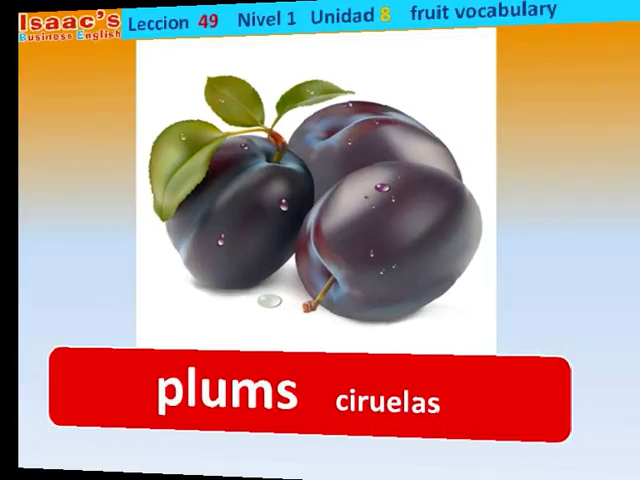 Isaac's
Business English
Leccion 49 Nivel 1 Unidad 8 fruit vocabulary
plums ciruelas